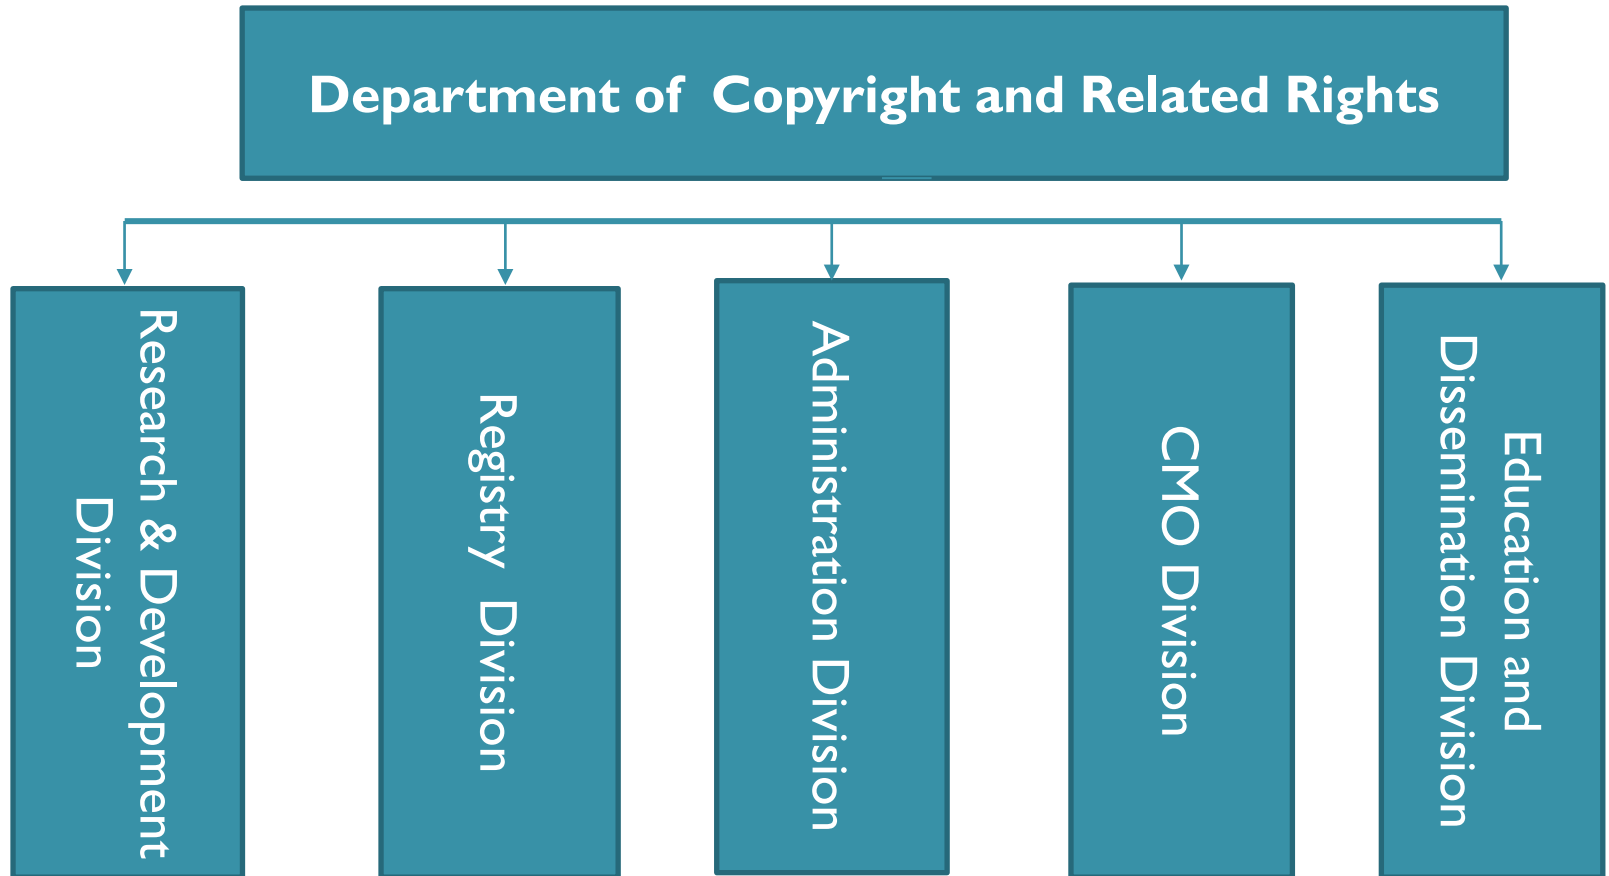 Department of Copyright and Related Rights
Research & Development
Division
Registry Division
Administration Division
CMO Division
Education and
Dissemination Division